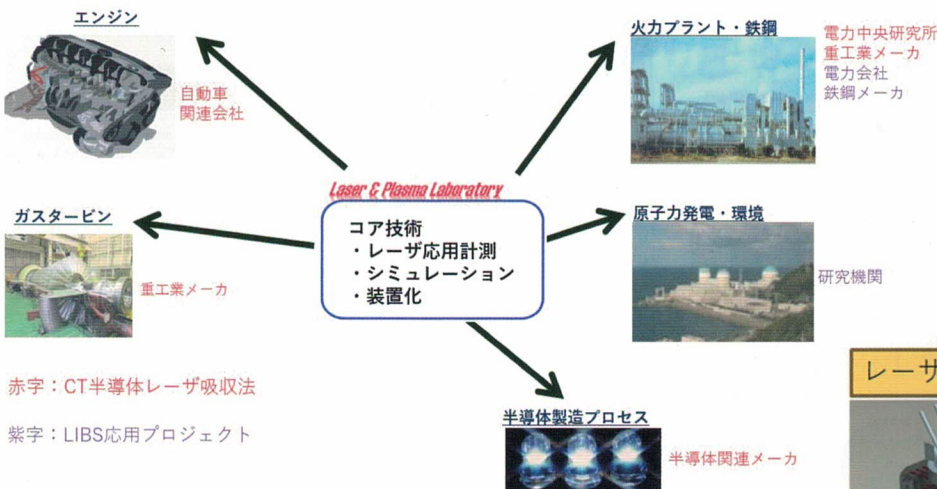 エンジン
自動車
関連会社
火力プラント・鉄鋼
電力中央研究所
重工業メーカ
電力会社
鉄鋼メーカ
Laser & Plasma Laboratory
コア技術
・レーザ応用計測
・シミュレーション
・装置化
ガスタービン
重工業メーカ
原子力発電・環境
研究機関
赤字：CT半導体レーザ吸収法
紫字：LIBS応用プロジェクト
半導体製造プロセス
半導体関連メーカ
レーザ